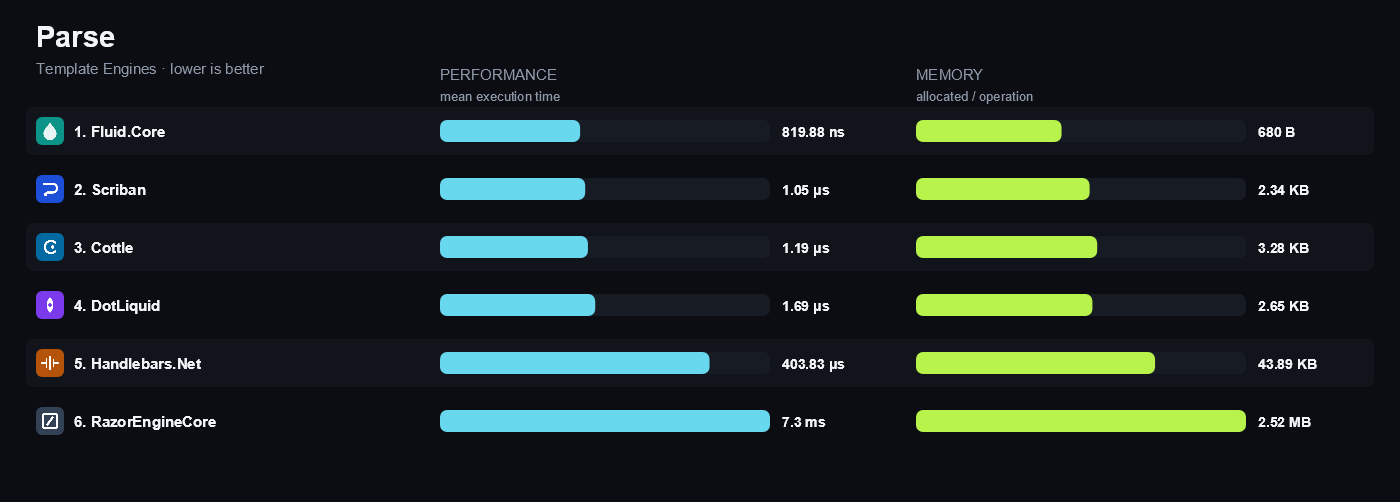 Parse
Template Engines · lower is better
PERFORMANCE
mean execution time
MEMORY
allocated / operation
1. Fluid.Core 819.88 ns 680 B
2. Scriban 1.05 µs 2.34 KB
3. Cottle 1.19 µs 3.28 KB
4. DotLiquid 1.69 µs 2.65 KB
5. Handlebars.Net 403.83 µs 43.89 KB
6. RazorEngineCore 7.3 ms 2.52 MB